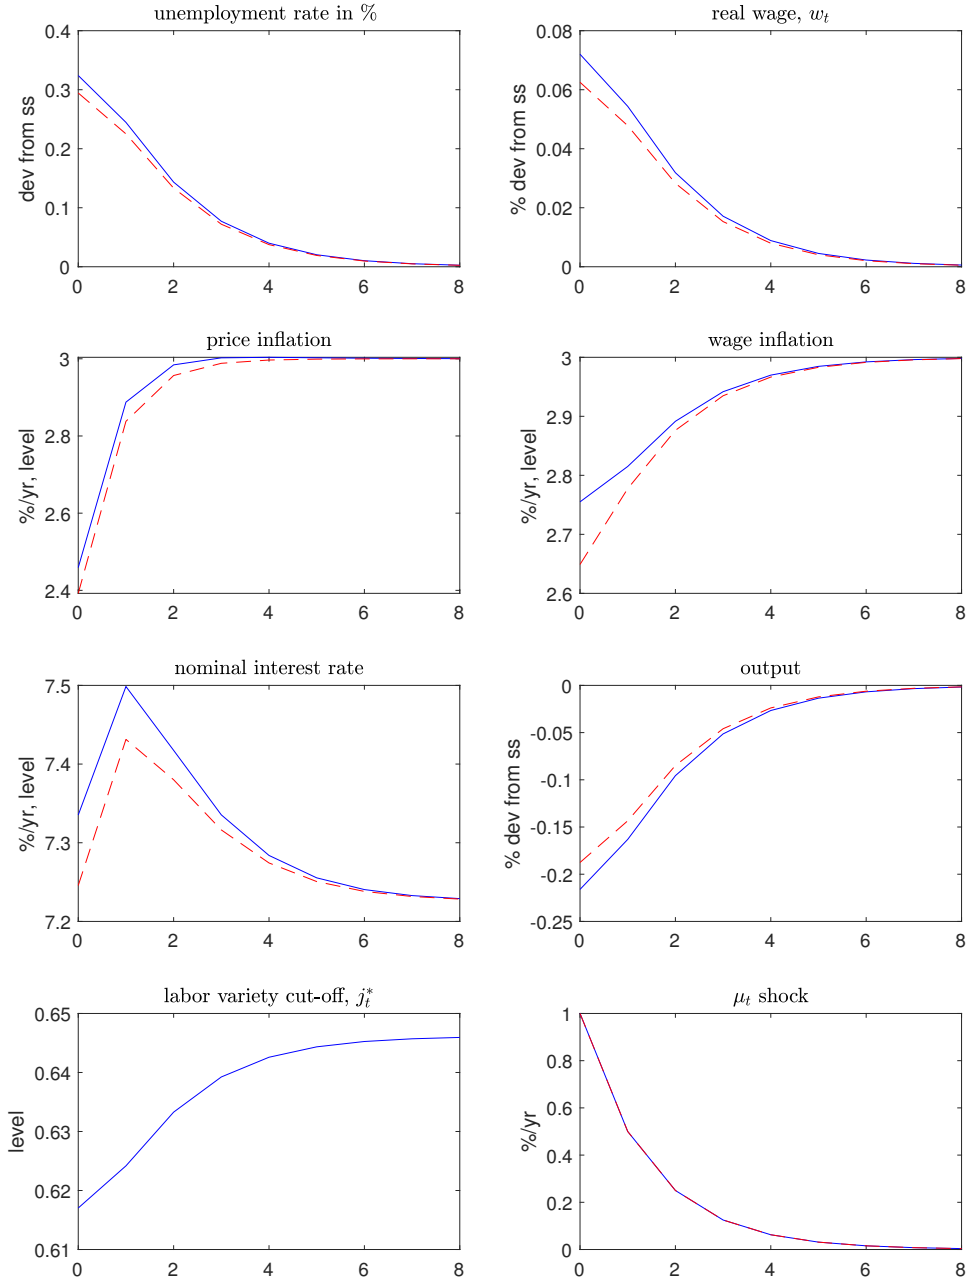 unemployment rate in %
dev from ss
0.4
0.3
0.2
0.1
0
0 2 4 6 8
real wage, w_t
% dev from ss
0.08
0.06
0.04
0.02
0
0 2 4 6 8
price inflation
%/yr, level
3
2.8
2.6
2.4
0 2 4 6 8
wage inflation
%/yr, level
3
2.9
2.8
2.7
2.6
0 2 4 6 8
nominal interest rate
%/yr, level
7.5
7.4
7.3
7.2
0 2 4 6 8
output
% dev from ss
0
-0.05
-0.1
-0.15
-0.2
-0.25
0 2 4 6 8
labor variety cut-off, j_t^*
level
0.65
0.64
0.63
0.62
0.61
0 2 4 6 8
μ_t shock
%/yr
1
0.8
0.6
0.4
0.2
0
0 2 4 6 8